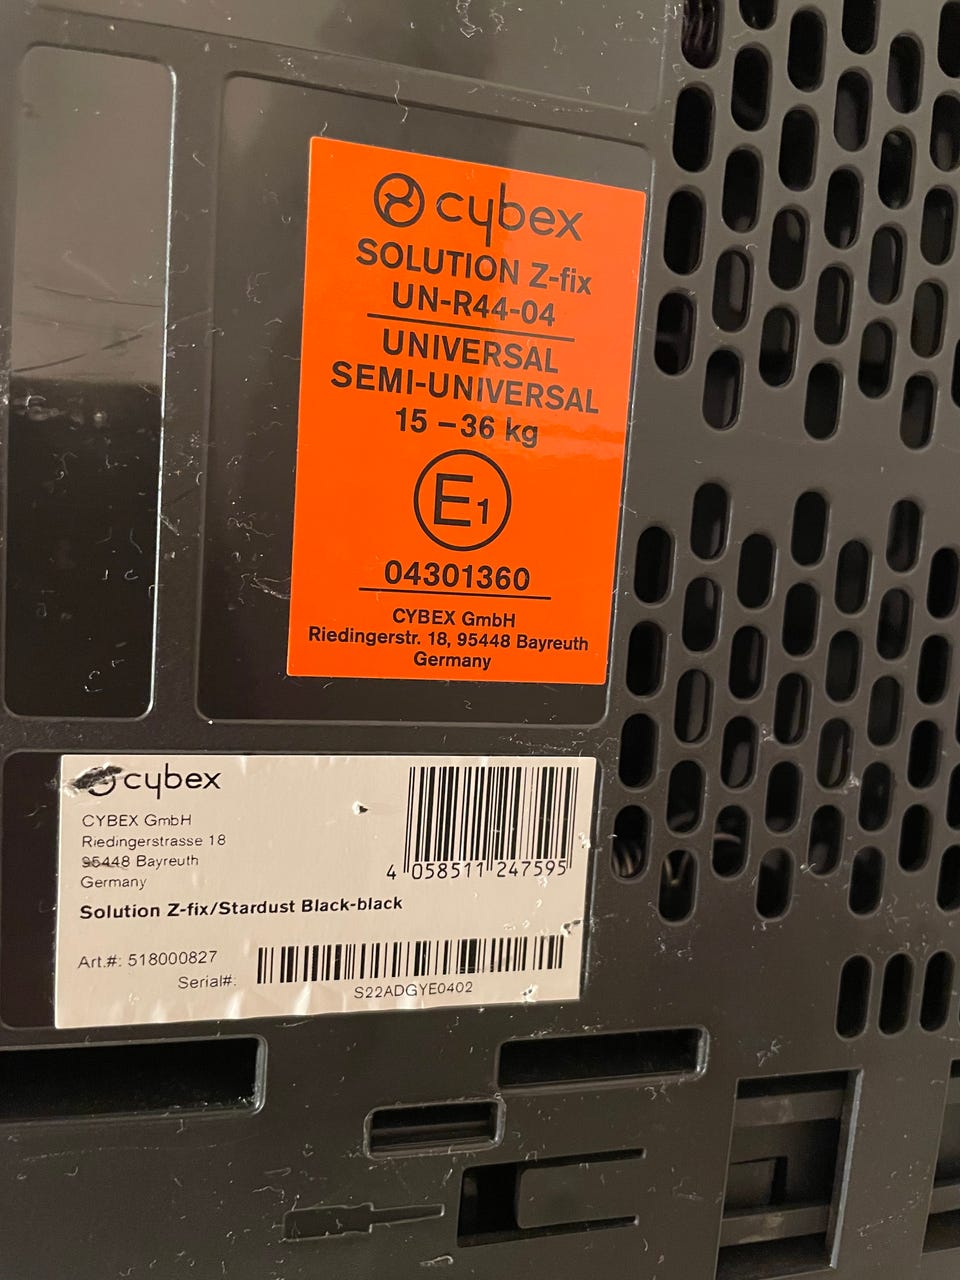 cybex
SOLUTION Z-fix
UN-R44-04
UNIVERSAL
SEMI-UNIVERSAL
15 – 36 kg
E1
04301360
CYBEX GmbH
Riedingerstr. 18, 95448 Bayreuth
Germany
cybex
CYBEX GmbH
Riedingerstrasse 18
95448 Bayreuth
Germany
4 058511 247595
Solution Z-fix/Stardust Black-black
Art.#: 518000827
Serial#:
S22ADGYE0402